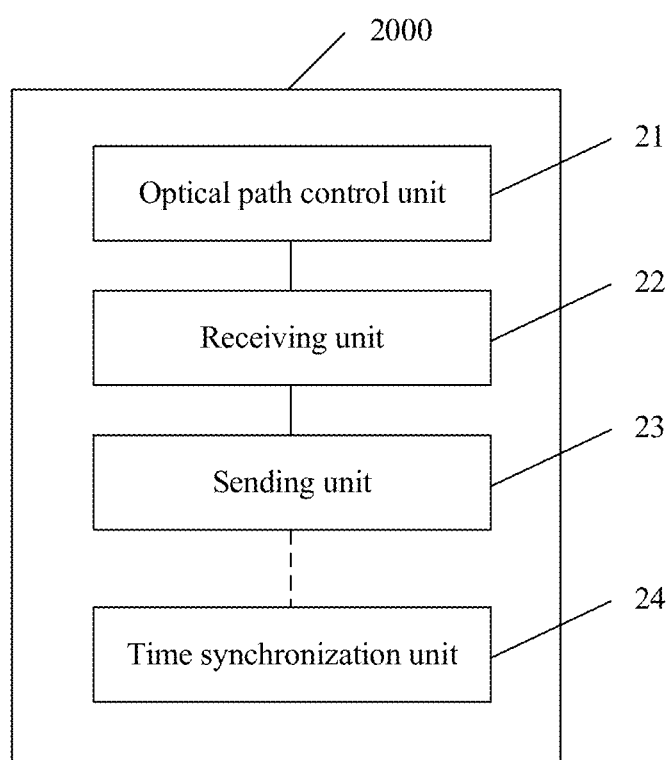 2000
Optical path control unit
21
Receiving unit
22
Sending unit
23
Time synchronization unit
24